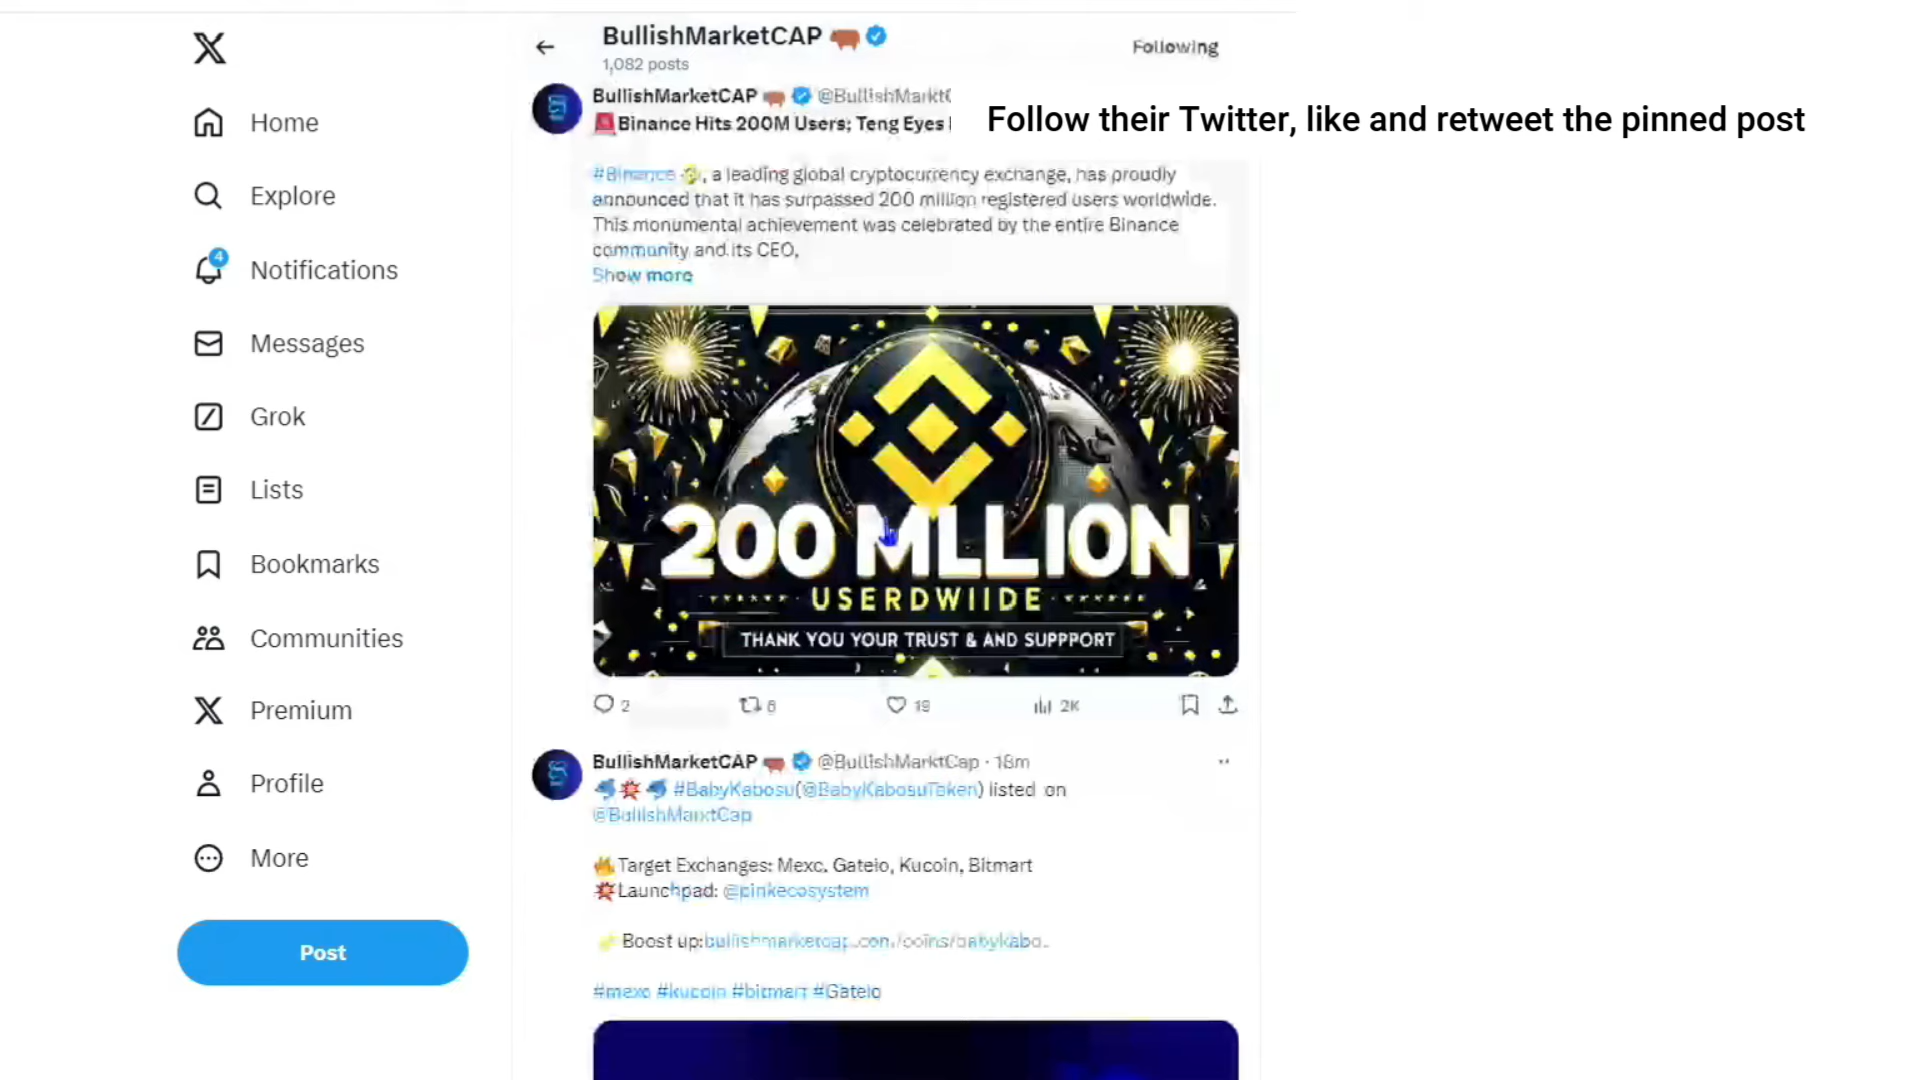 BullishMarketCAP
1,082 posts
Following
Home
Explore
4
Notifications
Messages
Grok
Lists
Bookmarks
Communities
Premium
Profile
More
Post
BullishMarketCAP @BullishMarkt
Binance Hits 200M Users; Teng Eyes
Follow their Twitter, like and retweet the pinned post
#Binance , a leading global cryptocurrency exchange, has proudly
announced that it has surpassed 200 million registered users worldwide.
This monumental achievement was celebrated by the entire Binance
community and its CEO,
Show more
200 MLLION
USERDWIIDE
THANK YOU YOUR TRUST & AND SUPPPORT
2
6
19
2K
BullishMarketCAP @BullishMarktCap · 18m
#BabyKabosu(@BabyKabosuToken) listed on
@BullishMarktCap
Target Exchanges: Mexc, Gateio, Kucoin, Bitmart
Launchpad: @pinkecosystem
Boost up:bullishmarketcap.com/coins/babykabo..
#mexc #kucoin #bitmart #Gateio